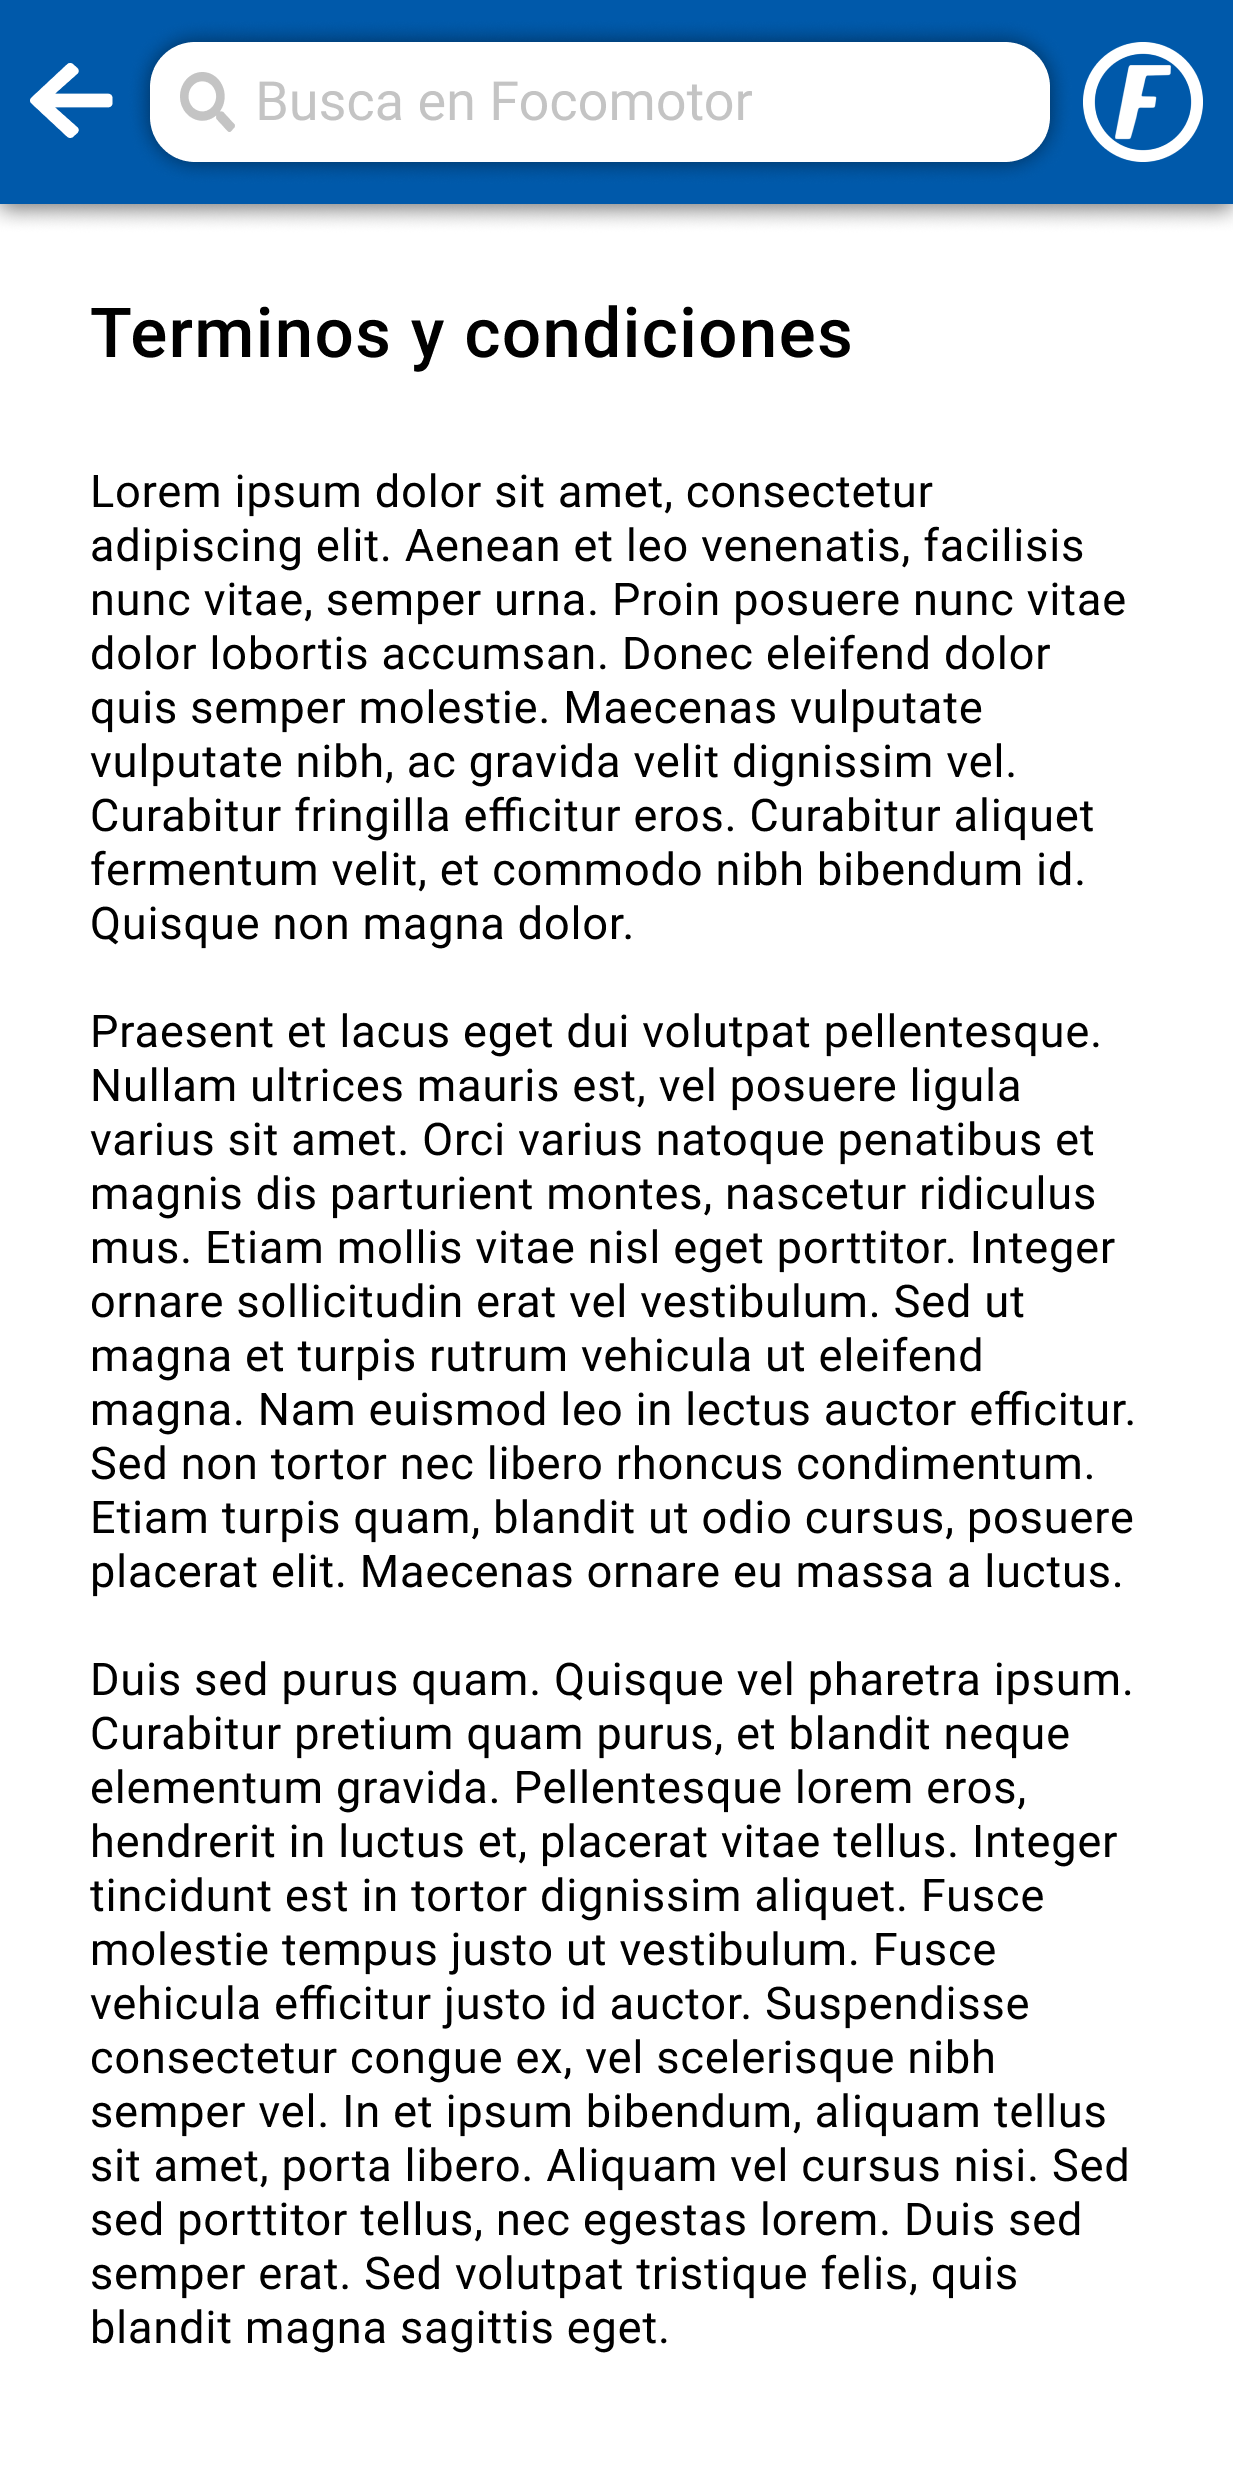 Busca en Focomotor
F
Terminos y condiciones
Lorem ipsum dolor sit amet, consectetur
adipiscing elit. Aenean et leo venenatis, facilisis
nunc vitae, semper urna. Proin posuere nunc vitae
dolor lobortis accumsan. Donec eleifend dolor
quis semper molestie. Maecenas vulputate
vulputate nibh, ac gravida velit dignissim vel.
Curabitur fringilla efficitur eros. Curabitur aliquet
fermentum velit, et commodo nibh bibendum id.
Quisque non magna dolor.
Praesent et lacus eget dui volutpat pellentesque.
Nullam ultrices mauris est, vel posuere ligula
varius sit amet. Orci varius natoque penatibus et
magnis dis parturient montes, nascetur ridiculus
mus. Etiam mollis vitae nisl eget porttitor. Integer
ornare sollicitudin erat vel vestibulum. Sed ut
magna et turpis rutrum vehicula ut eleifend
magna. Nam euismod leo in lectus auctor efficitur.
Sed non tortor nec libero rhoncus condimentum.
Etiam turpis quam, blandit ut odio cursus, posuere
placerat elit. Maecenas ornare eu massa a luctus.
Duis sed purus quam. Quisque vel pharetra ipsum.
Curabitur pretium quam purus, et blandit neque
elementum gravida. Pellentesque lorem eros,
hendrerit in luctus et, placerat vitae tellus. Integer
tincidunt est in tortor dignissim aliquet. Fusce
molestie tempus justo ut vestibulum. Fusce
vehicula efficitur justo id auctor. Suspendisse
consectetur congue ex, vel scelerisque nibh
semper vel. In et ipsum bibendum, aliquam tellus
sit amet, porta libero. Aliquam vel cursus nisi. Sed
sed porttitor tellus, nec egestas lorem. Duis sed
semper erat. Sed volutpat tristique felis, quis
blandit magna sagittis eget.